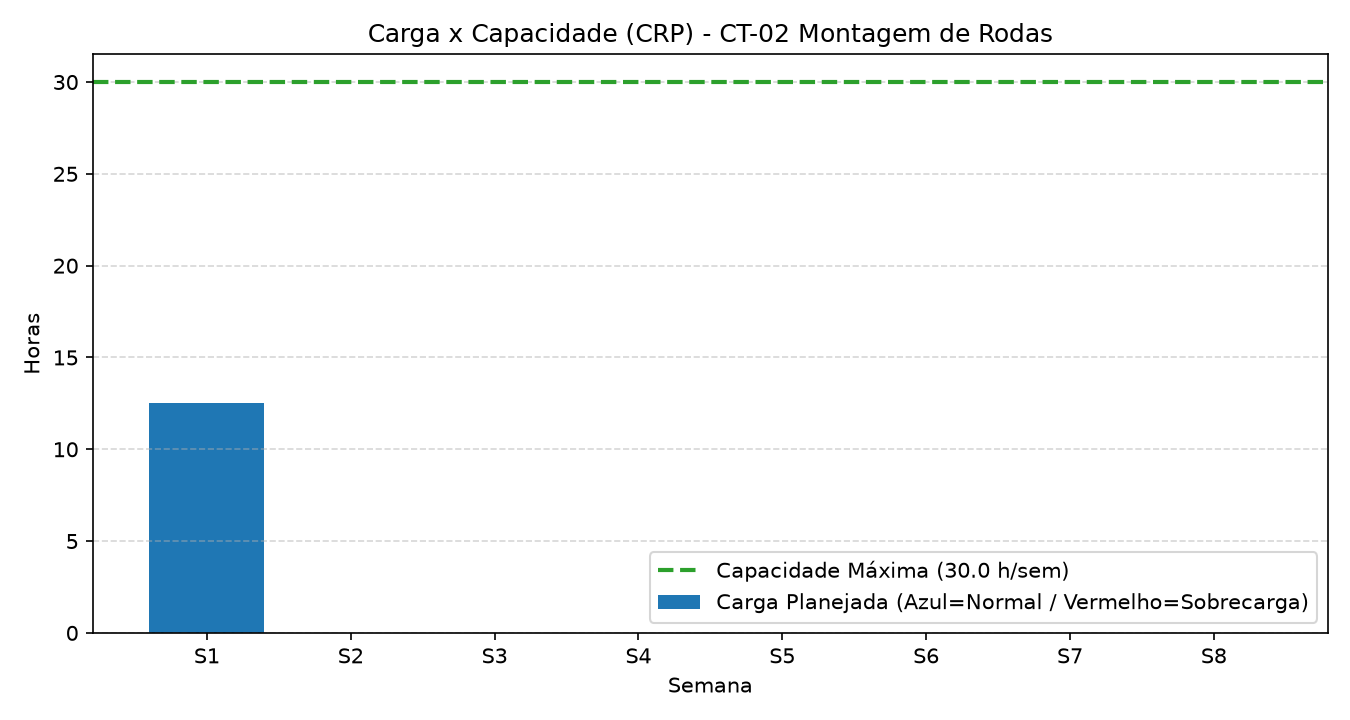 Carga x Capacidade (CRP) - CT-02 Montagem de Rodas
Horas
30
25
20
15
10
5
0
Capacidade Máxima (30.0 h/sem)
Carga Planejada (Azul=Normal / Vermelho=Sobrecarga)
S1 S2 S3 S4 S5 S6 S7 S8
Semana